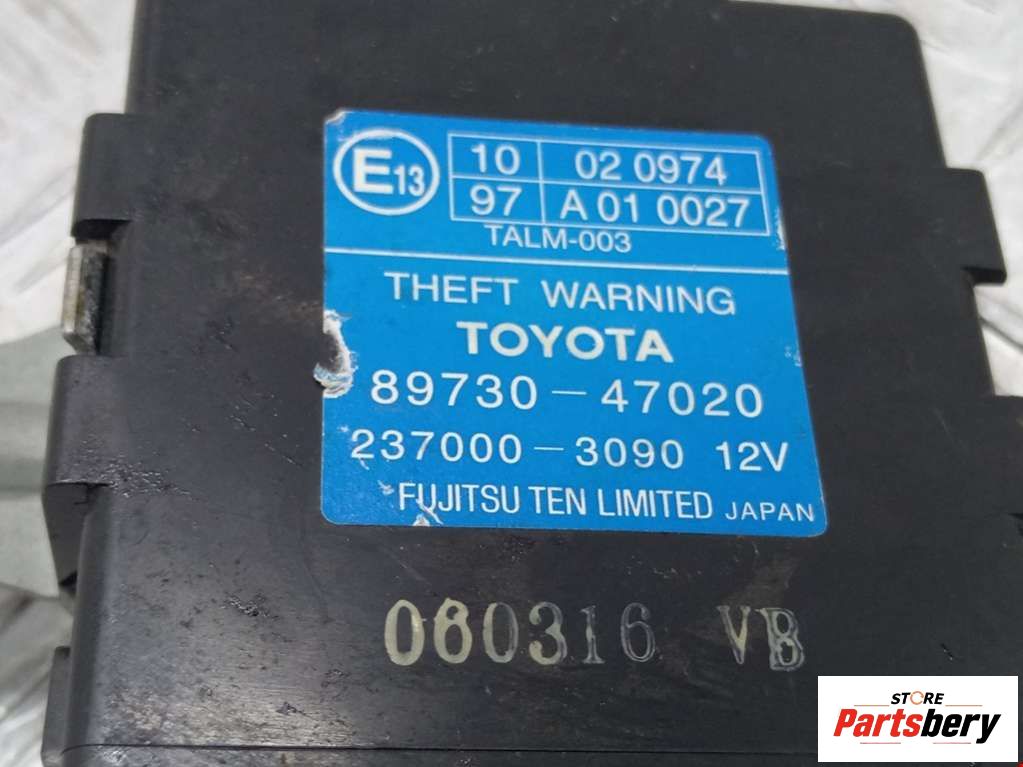 E13
10 02 0974
97 A 01 0027
TALM-003
THEFT WARNING
TOYOTA
89730-47020
237000-3090 12V
FUJITSU TEN LIMITED JAPAN
060316 VB
STORE
Partsbery